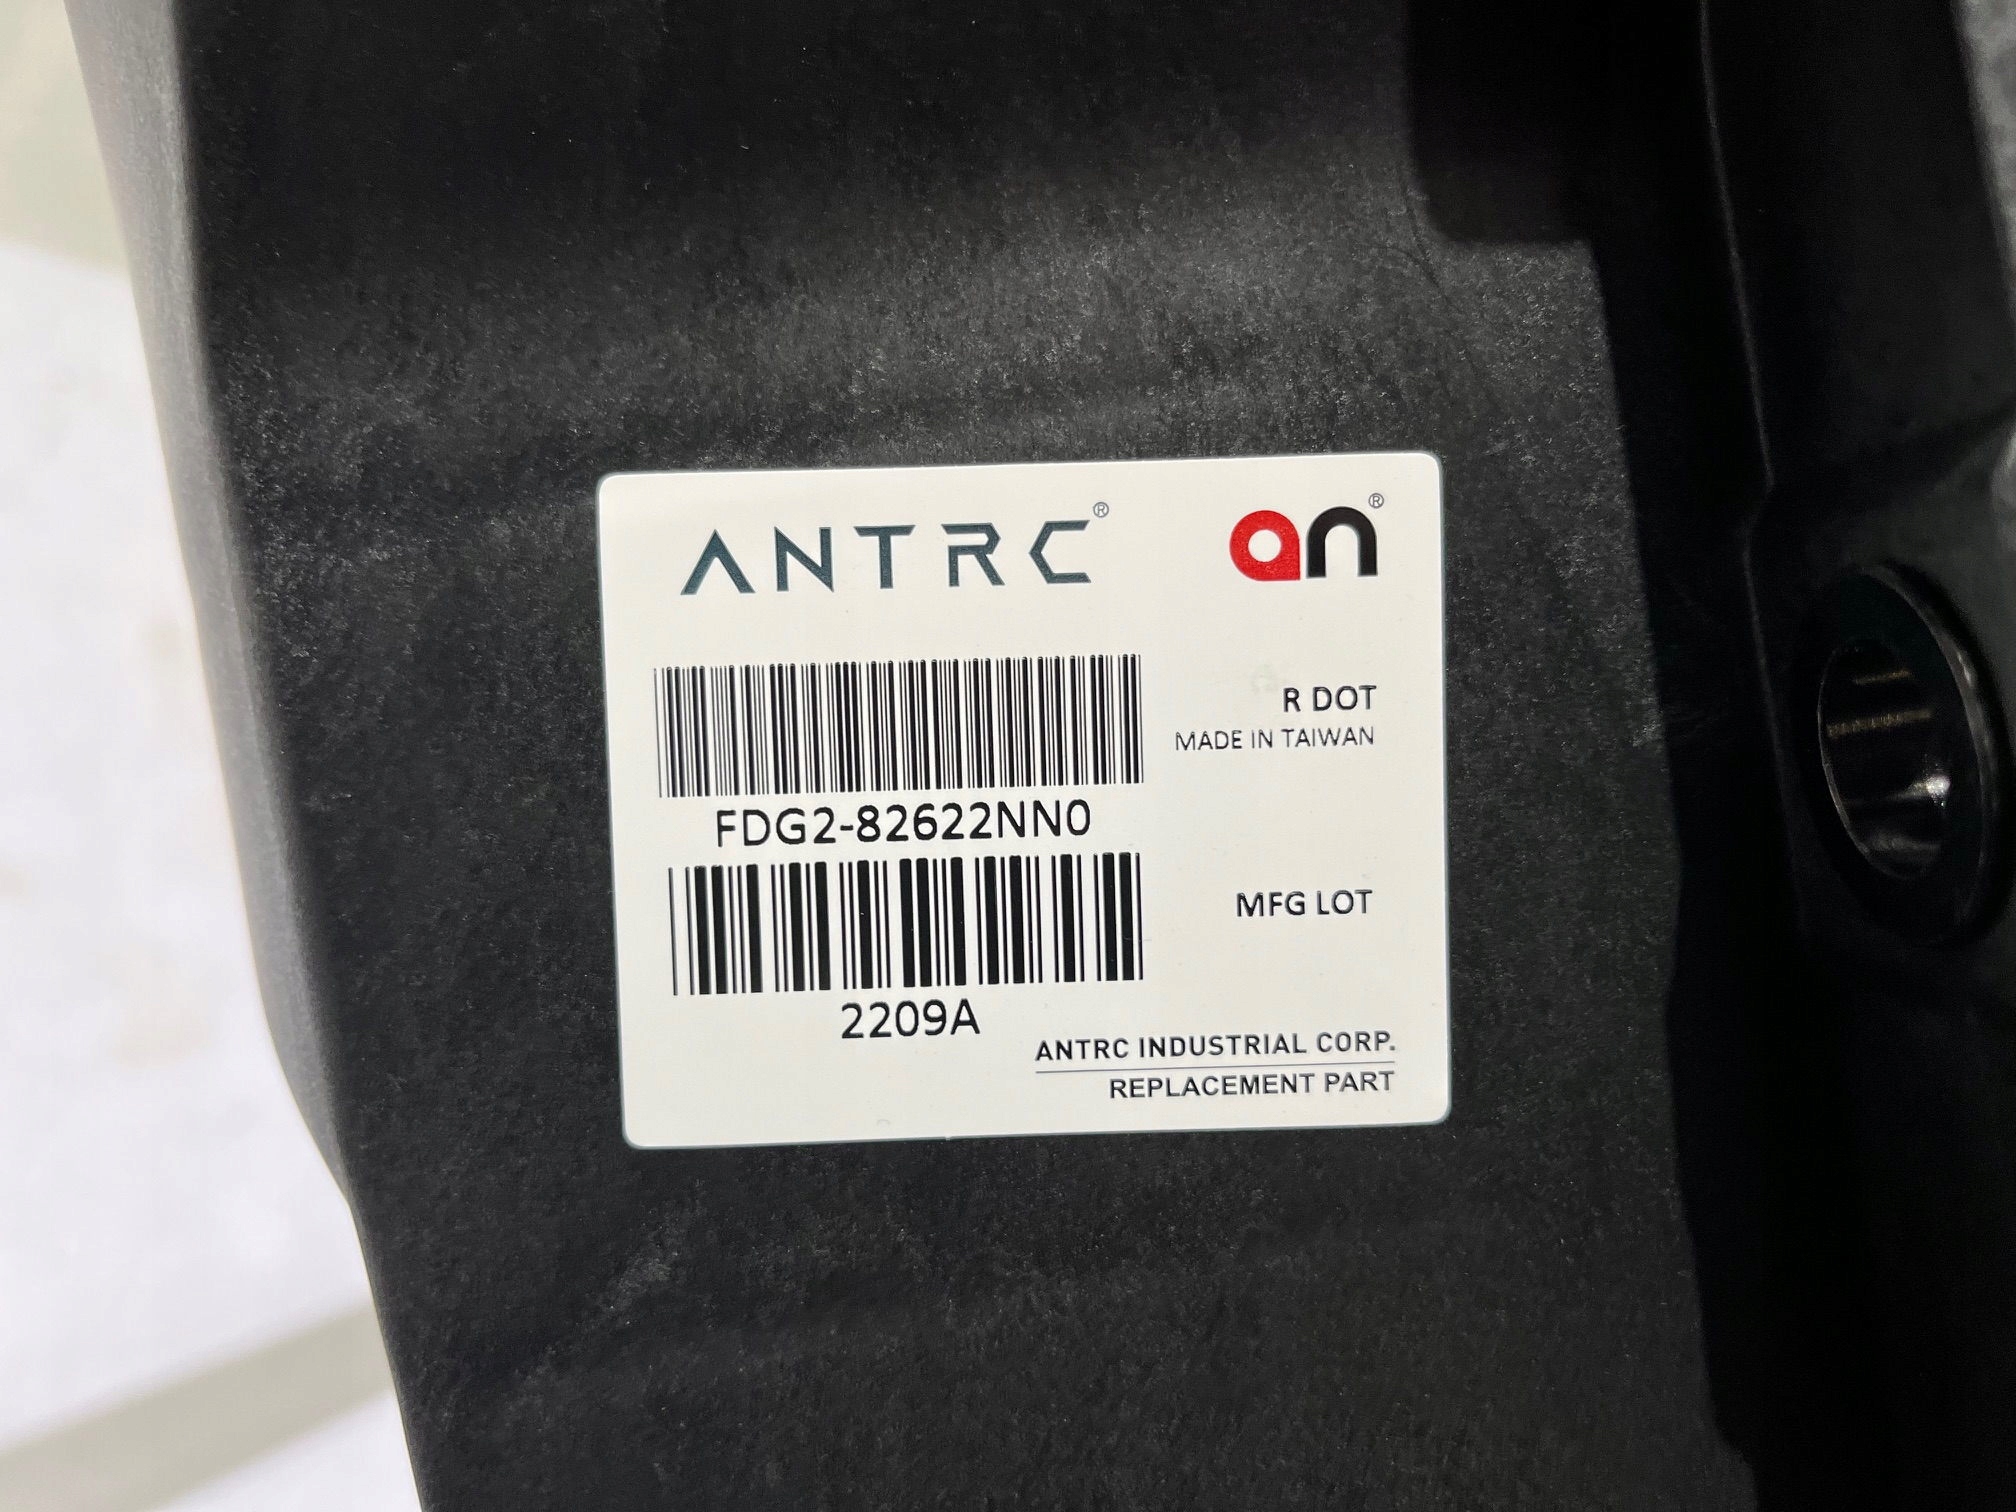 ANTRC® an®
R DOT
MADE IN TAIWAN
FDG2-82622NN0
MFG LOT
2209A
ANTRC INDUSTRIAL CORP.
REPLACEMENT PART